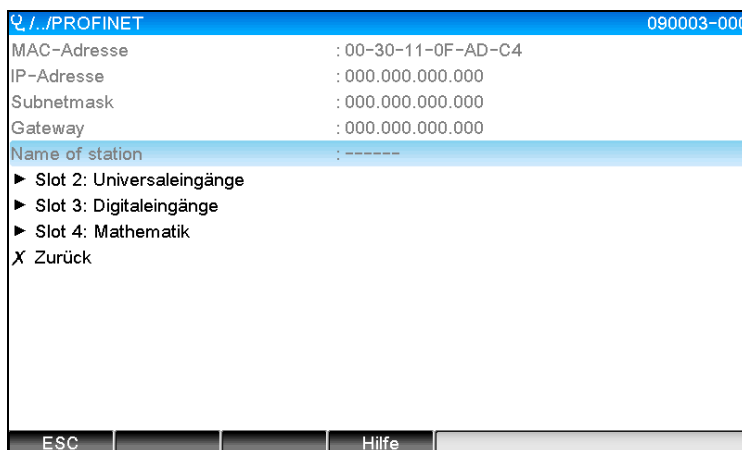 /../PROFINET 090003-000
MAC-Adresse : 00-30-11-0F-AD-C4
IP-Adresse : 000.000.000.000
Subnetmask : 000.000.000.000
Gateway : 000.000.000.000
Name of station : ------
► Slot 2: Universaleingänge
► Slot 3: Digitaleingänge
► Slot 4: Mathematik
X Zurück
ESC Hilfe